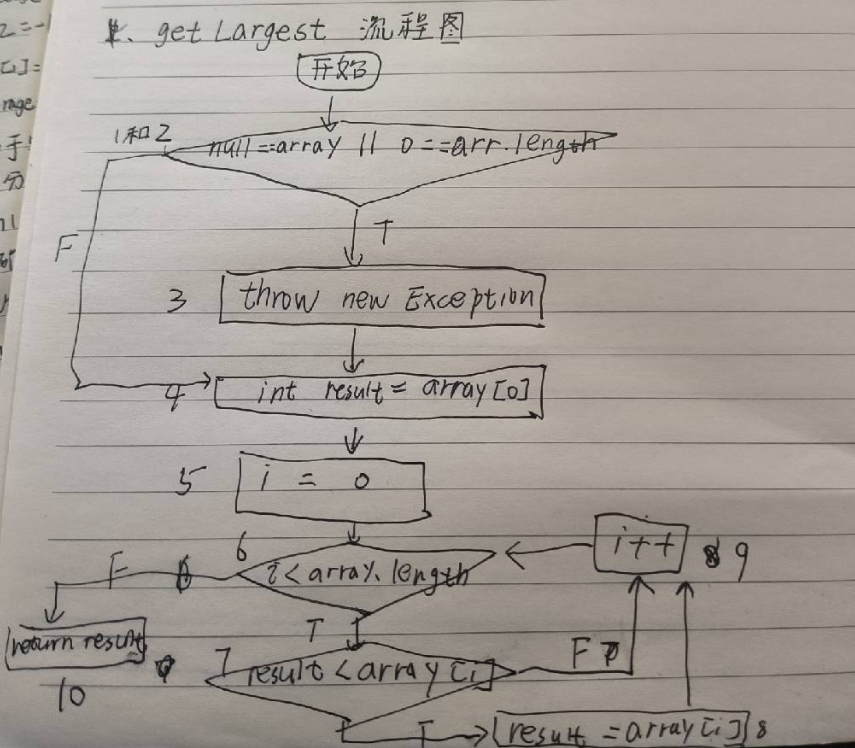 1. getLargest 流程图
开始
1和2
null==array || 0==arr.length
F
T
3 throw new Exception
4 int result = array[0]
5 i = 0
6 i<array.length
i++ 9
F
T
return result
10
7 result<array[i]
F
T
result = array[i] 8